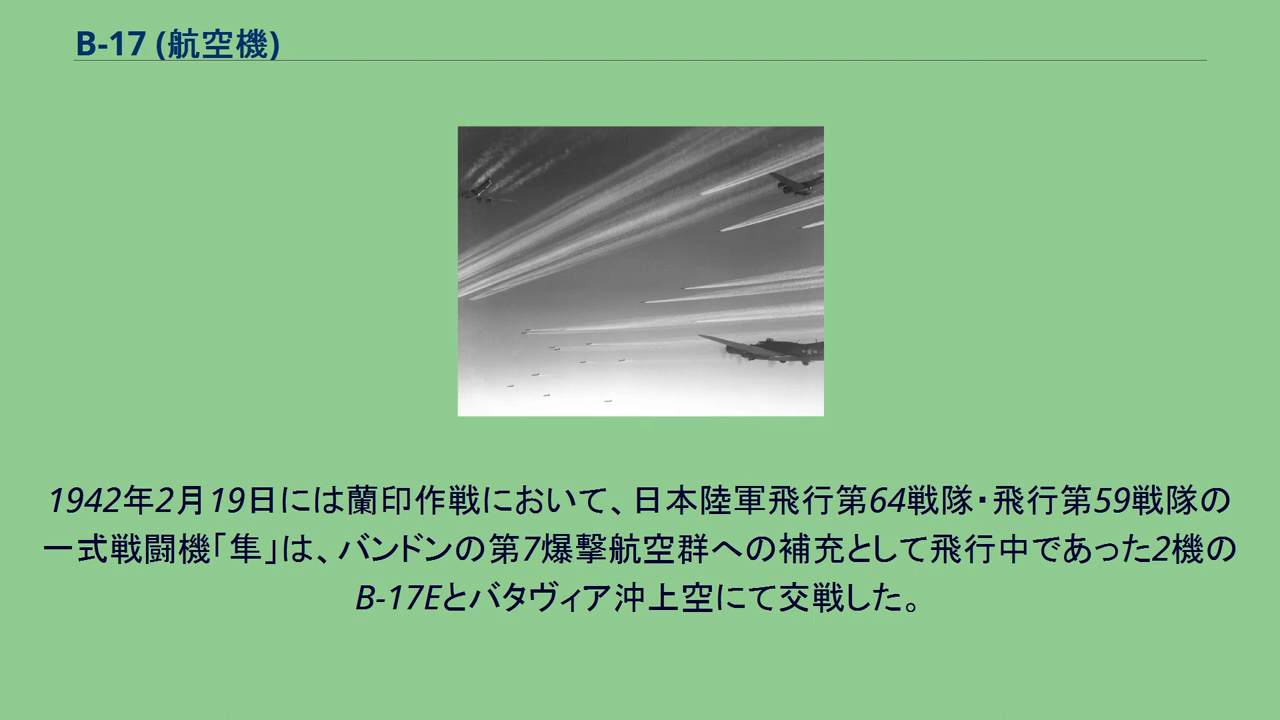 B-17 (航空機)
1942年2月19日には蘭印作戦において、日本陸軍飛行第64戦隊・飛行第59戦隊の
一式戦闘機「隼」は、バンドンの第7爆撃航空群への補充として飛行中であった2機の
B-17Eとバタヴィア沖上空にて交戦した。